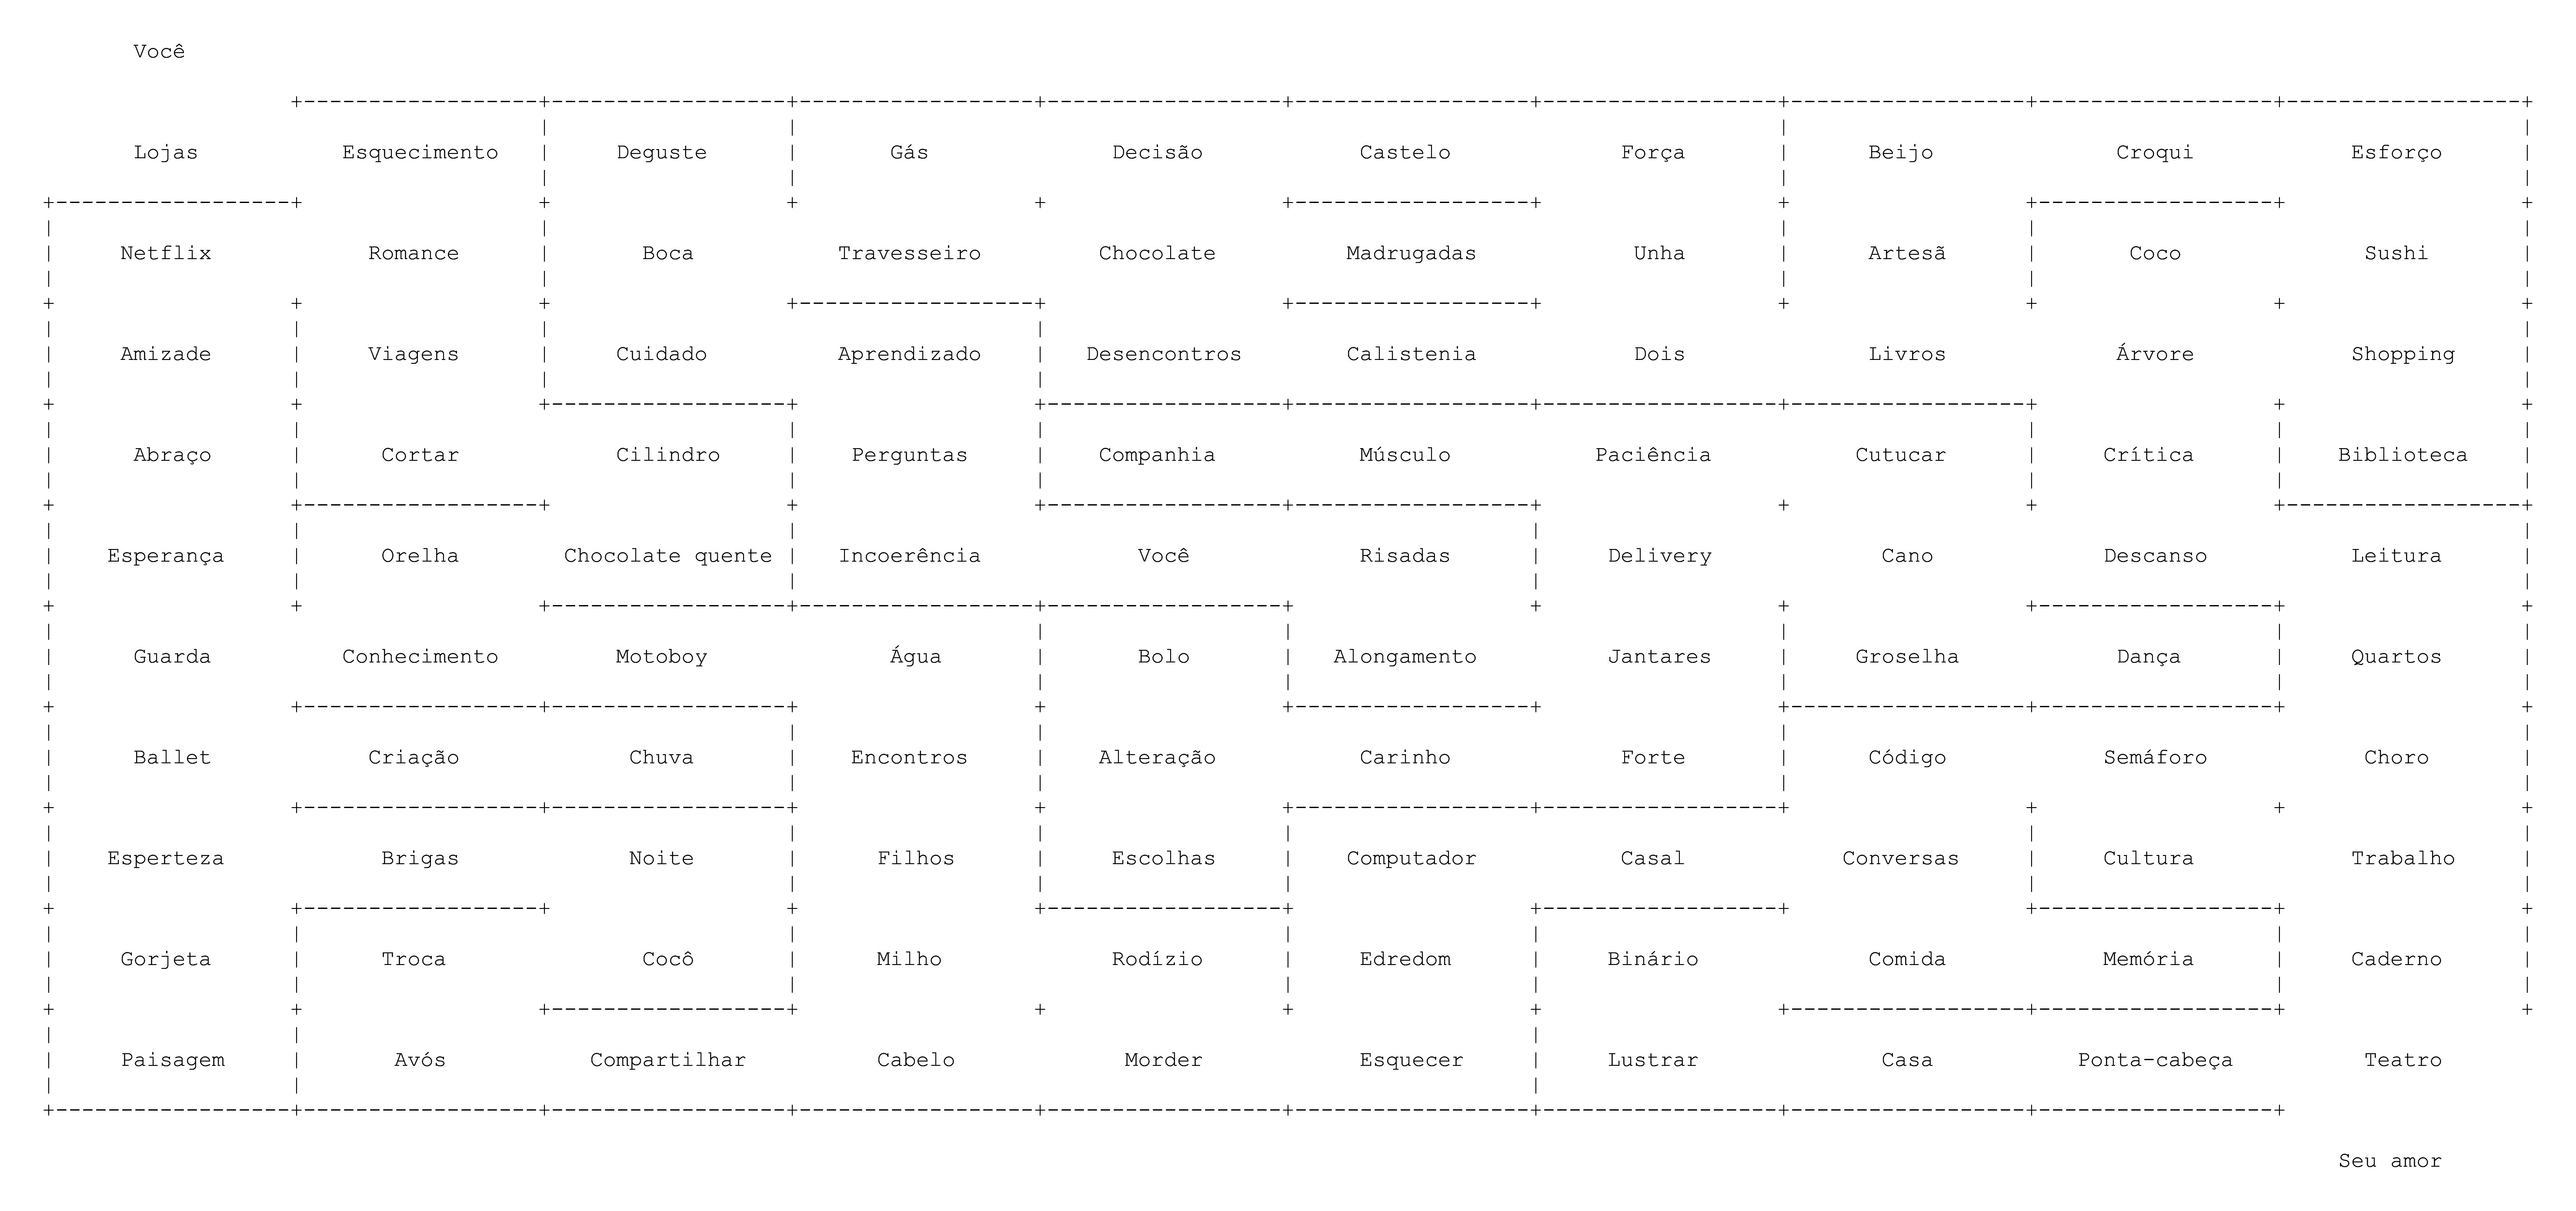 Você
Lojas Esquecimento Deguste Gás Decisão Castelo Força Beijo Croqui Esforço
Netflix Romance Boca Travesseiro Chocolate Madrugadas Unha Artesã Coco Sushi
Amizade Viagens Cuidado Aprendizado Desencontros Calistenia Dois Livros Árvore Shopping
Abraço Cortar Cilindro Perguntas Companhia Músculo Paciência Cutucar Crítica Biblioteca
Esperança Orelha Chocolate quente Incoerência Você Risadas Delivery Cano Descanso Leitura
Guarda Conhecimento Motoboy Água Bolo Alongamento Jantares Groselha Dança Quartos
Ballet Criação Chuva Encontros Alteração Carinho Forte Código Semáforo Choro
Esperteza Brigas Noite Filhos Escolhas Computador Casal Conversas Cultura Trabalho
Gorjeta Troca Cocô Milho Rodízio Edredom Binário Comida Memória Caderno
Paisagem Avós Compartilhar Cabelo Morder Esquecer Lustrar Casa Ponta-cabeça Teatro
Seu amor